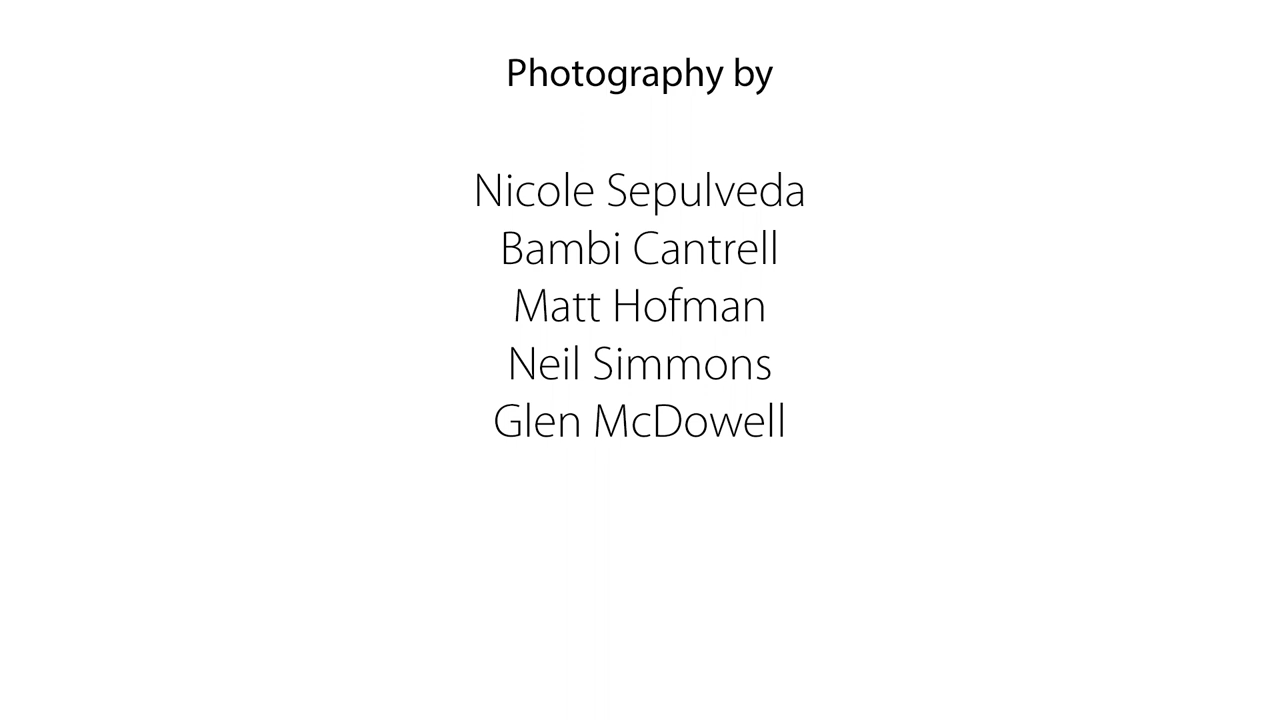 Photography by
Nicole Sepulveda
Bambi Cantrell
Matt Hofman
Neil Simmons
Glen McDowell